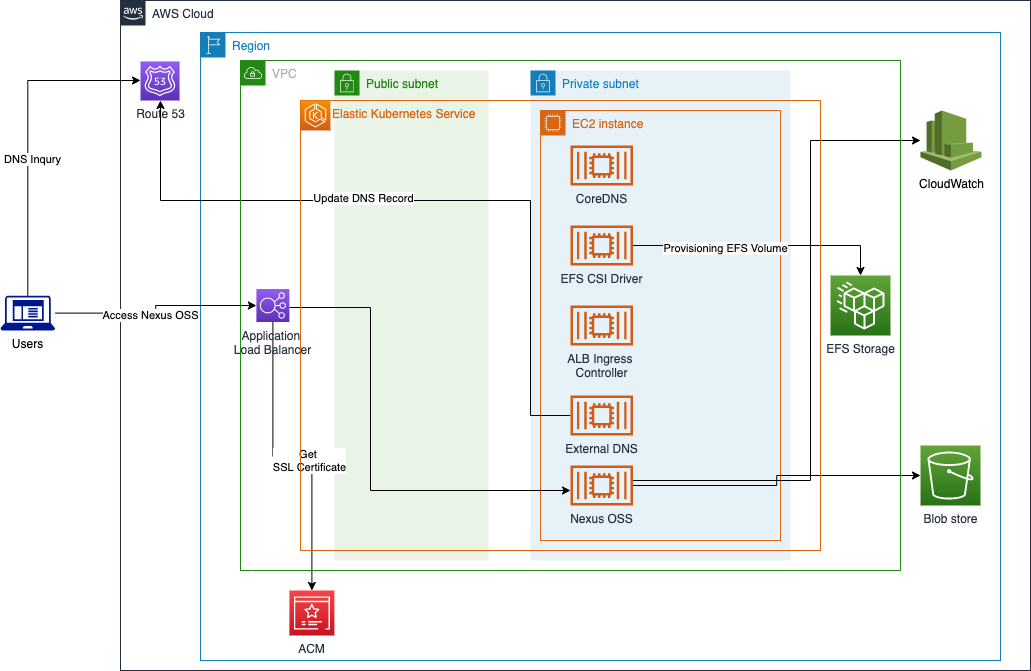 aws
AWS Cloud
Region
VPC
Public subnet
Private subnet
Elastic Kubernetes Service
EC2 instance
53
Route 53
DNS Inqury
CoreDNS
CloudWatch
Update DNS Record
EFS CSI Driver
Provisioning EFS Volume
Access Nexus OSS
Users
Application
Load Balancer
ALB Ingress
Controller
EFS Storage
External DNS
Get
SSL Certificate
Nexus OSS
Blob store
ACM